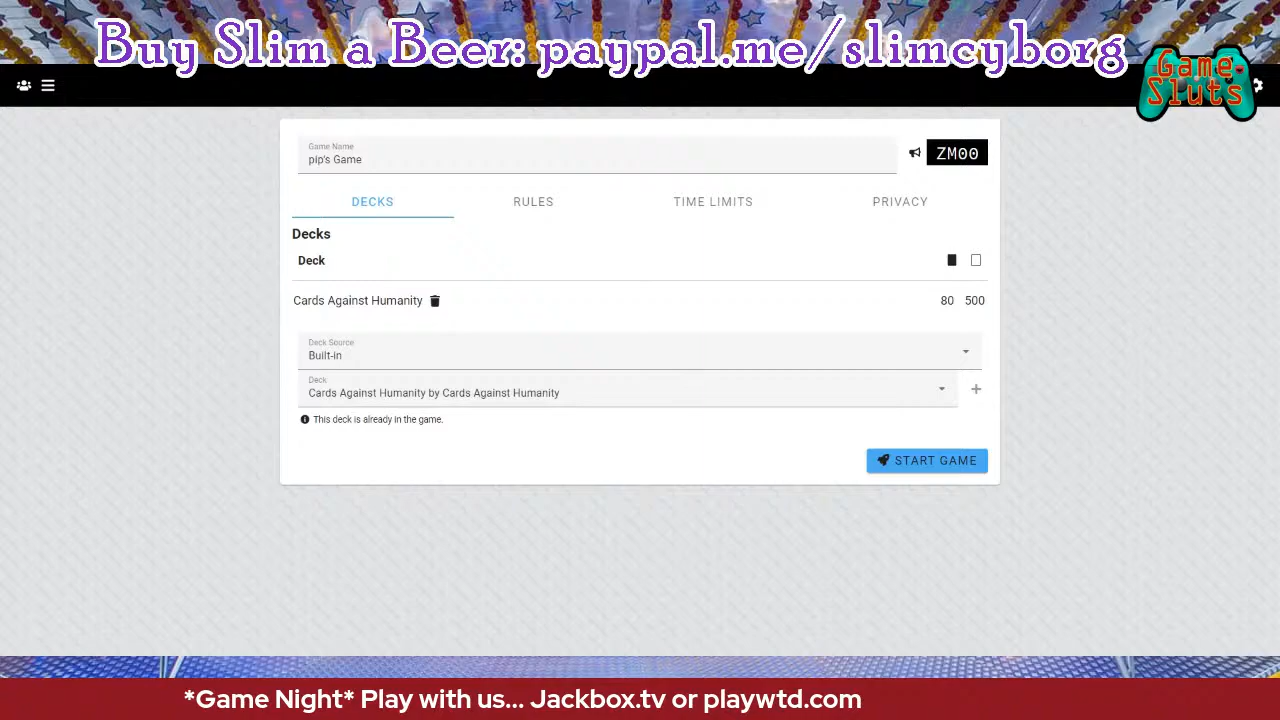 Buy Slim a Beer: paypal.me/slimcyborg
Game
Sluts
Game Name
pip's Game
ZM00
DECKS
RULES
TIME LIMITS
PRIVACY
Decks
Deck
Cards Against Humanity
80
500
Deck Source
Built-in
Deck
Cards Against Humanity by Cards Against Humanity
This deck is already in the game.
START GAME
*Game Night* Play with us... Jackbox.tv or playwtd.com